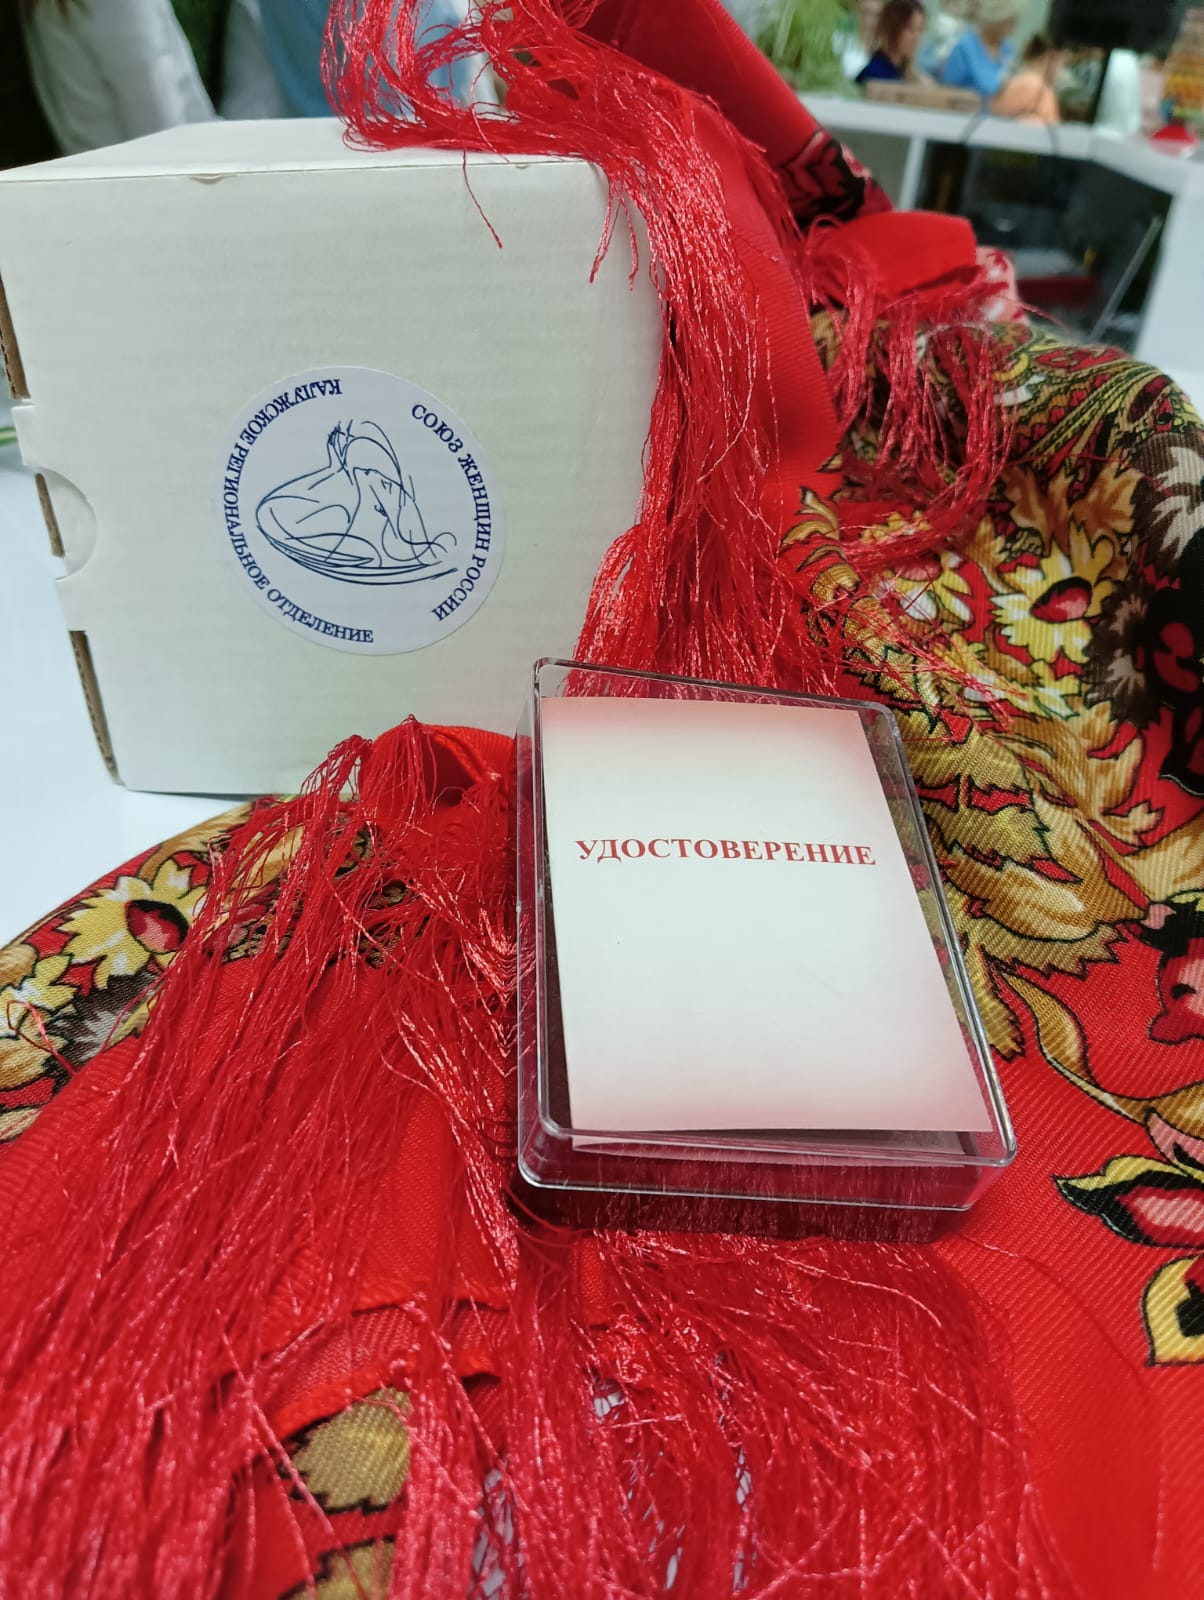 СОЮЗ ЖЕНЩИН РОССИИ
КАЛУЖСКОЕ РЕГИОНАЛЬНОЕ ОТДЕЛЕНИЕ
УДОСТОВЕРЕНИЕ